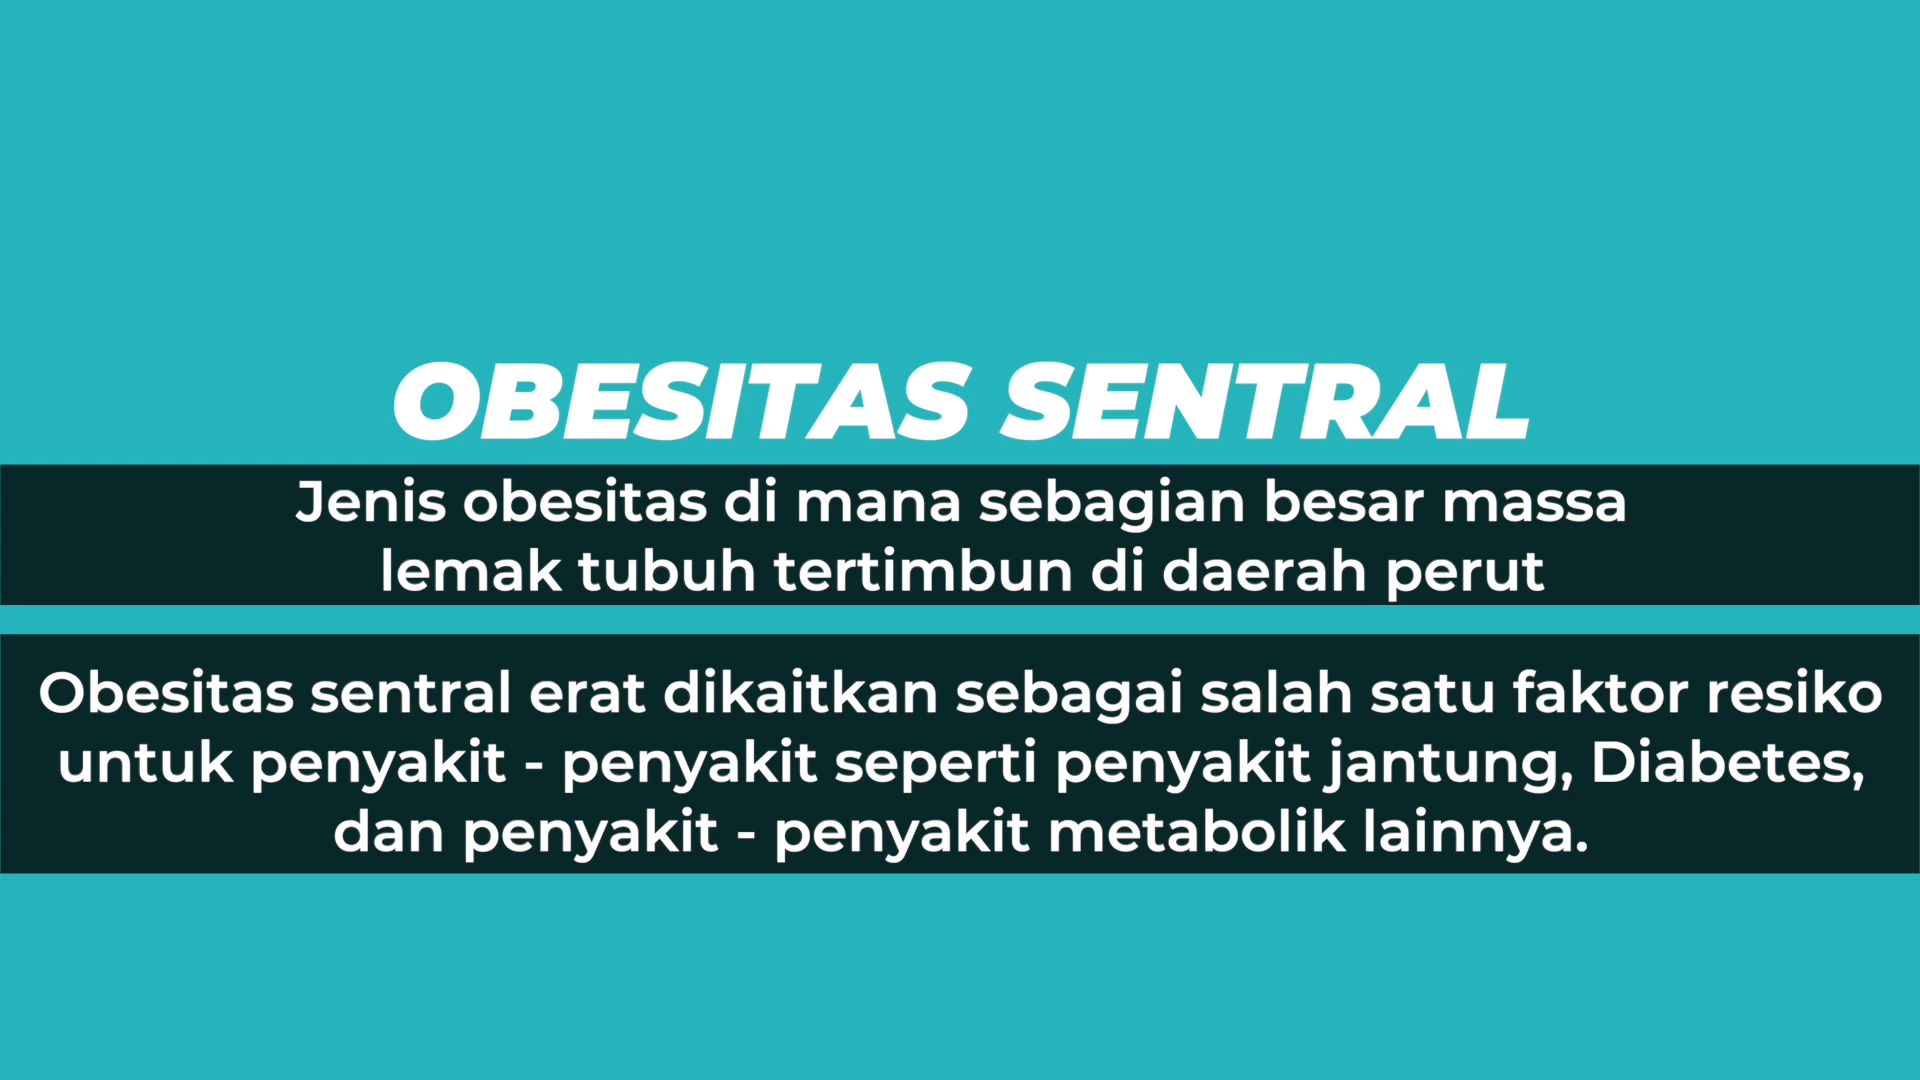 OBESITAS SENTRAL
Jenis obesitas di mana sebagian besar massa
lemak tubuh tertimbun di daerah perut
Obesitas sentral erat dikaitkan sebagai salah satu faktor resiko
untuk penyakit - penyakit seperti penyakit jantung, Diabetes,
dan penyakit - penyakit metabolik lainnya.